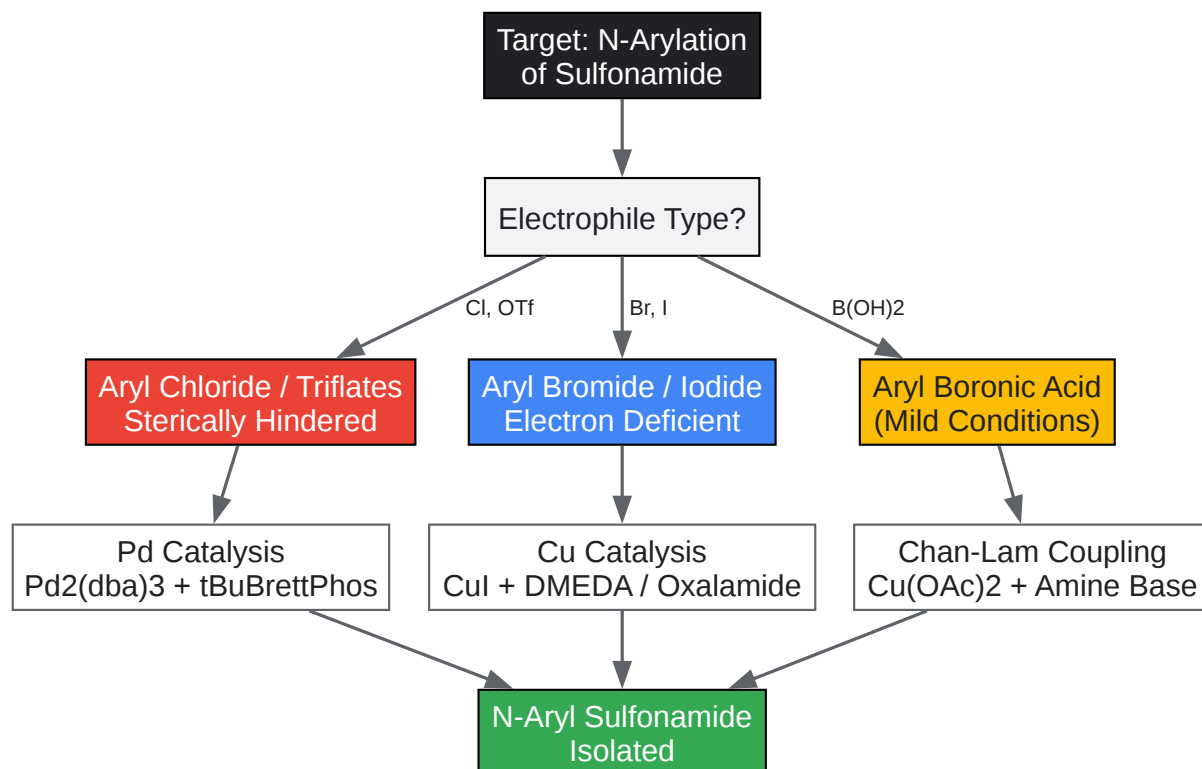 Target: N-Arylation
of Sulfonamide
Electrophile Type?
Cl, OTf
Br, I
B(OH)2
Aryl Chloride / Triflates
Sterically Hindered
Aryl Bromide / Iodide
Electron Deficient
Aryl Boronic Acid
(Mild Conditions)
Pd Catalysis
Pd2(dba)3 + tBuBrettPhos
Cu Catalysis
CuI + DMEDA / Oxalamide
Chan-Lam Coupling
Cu(OAc)2 + Amine Base
N-Aryl Sulfonamide
Isolated